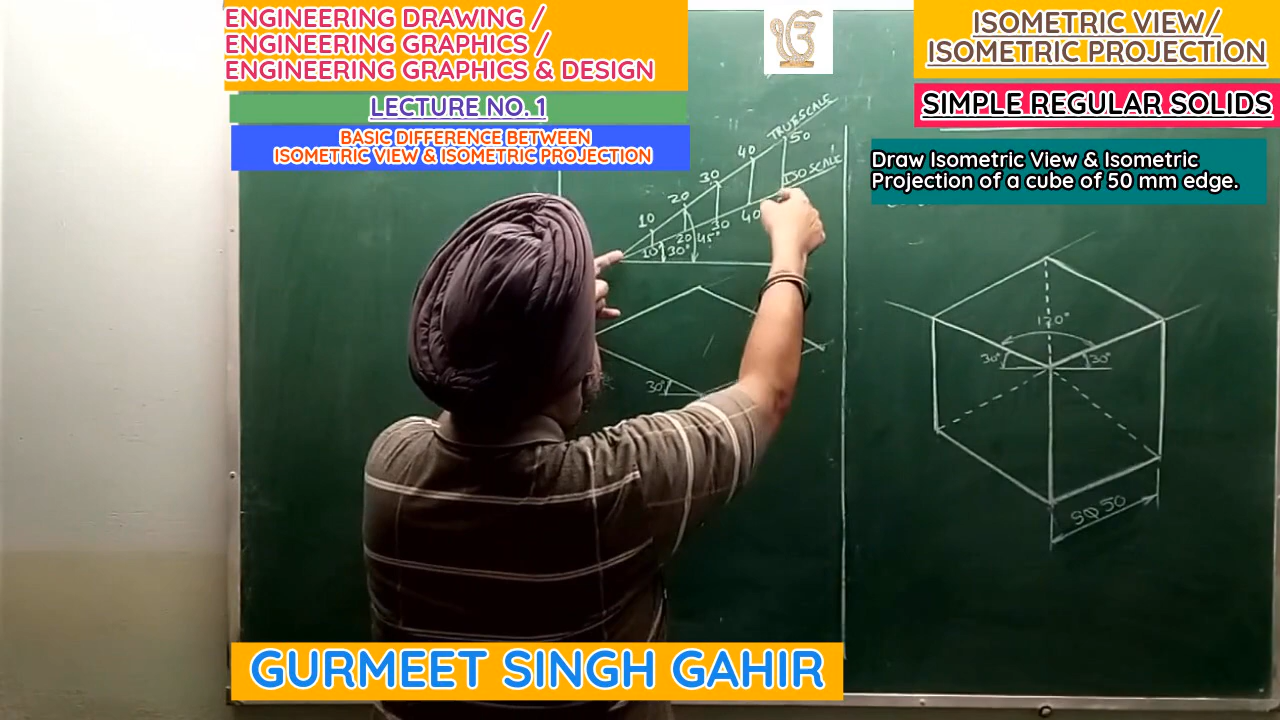 ENGINEERING DRAWING /
ENGINEERING GRAPHICS /
ENGINEERING GRAPHICS & DESIGN
LECTURE NO. 1
BASIC DIFFERENCE BETWEEN
ISOMETRIC VIEW & ISOMETRIC PROJECTION
ੴ
ISOMETRIC VIEW/
ISOMETRIC PROJECTION
SIMPLE REGULAR SOLIDS
Draw Isometric View & Isometric
Projection of a cube of 50 mm edge.
TRUE SCALE
50
40
30
20
10
ISO SCALE
40
30
20
10
30°
45°
30°
120°
30°
30°
SQ 50
GURMEET SINGH GAHIR